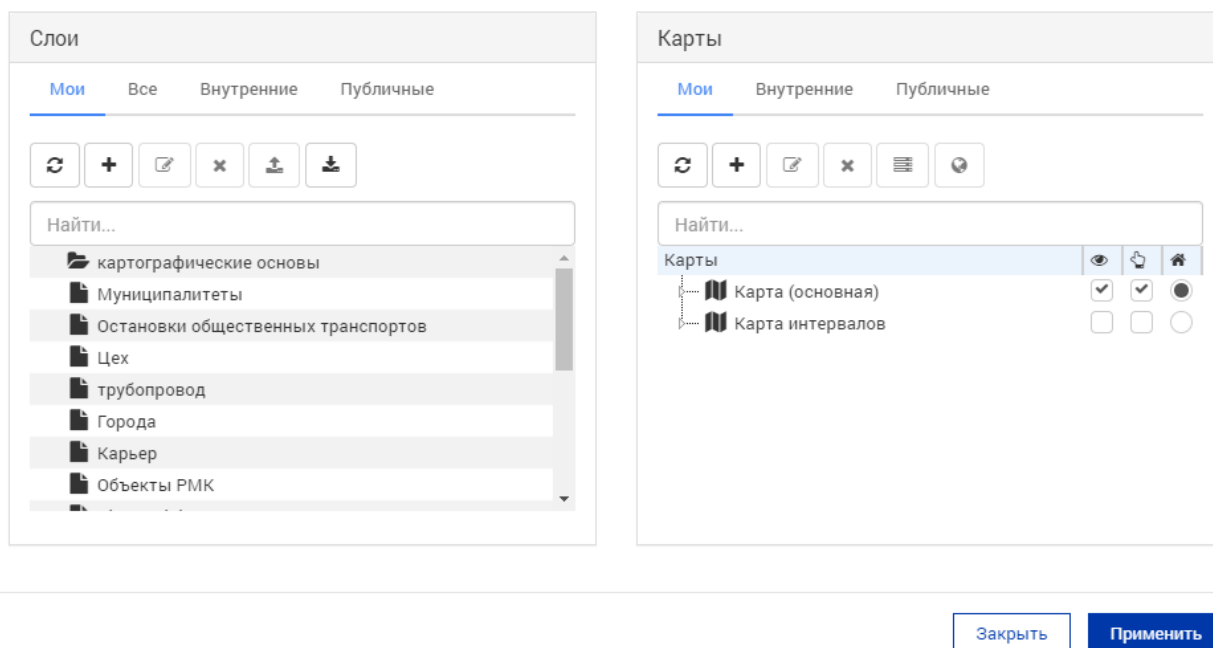 Слои
Мои Все Внутренние Публичные
Найти...
картографические основы
Муниципалитеты
Остановки общественных транспортов
Цех
трубопровод
Города
Карьер
Объекты РМК
Карты
Мои Внутренние Публичные
Найти...
Карты
Карта (основная)
Карта интервалов
Закрыть Применить